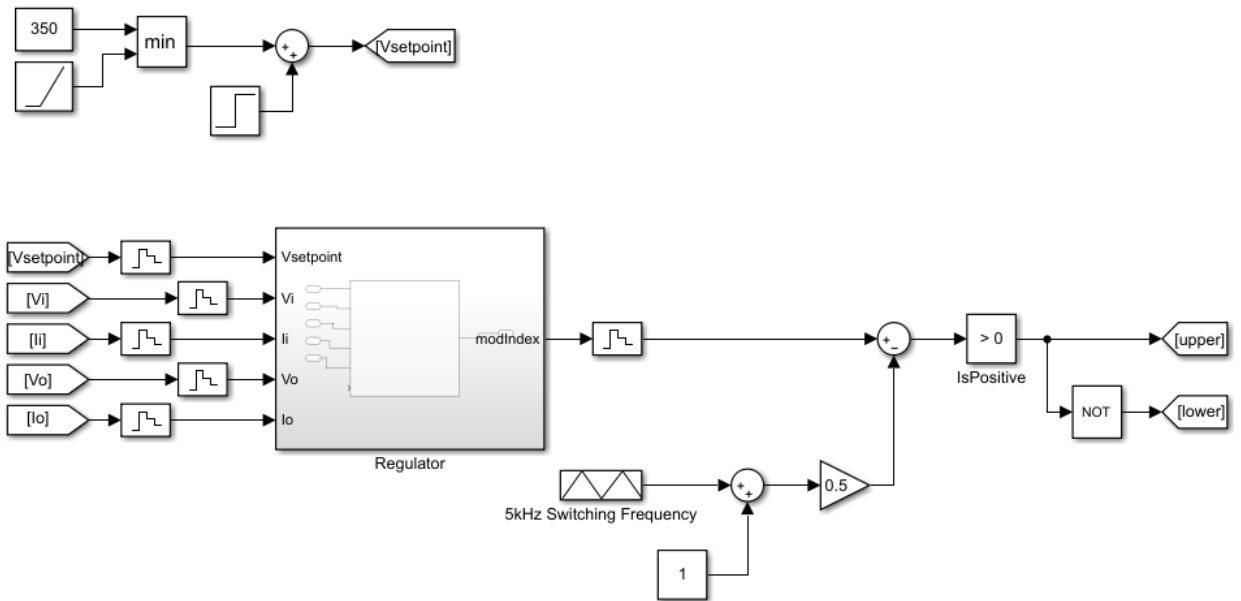 350
min
+
+
[Vsetpoint]
[Vsetpoint]
Vsetpoint
[Vi]
Vi
[Ii]
Ii
modIndex
+
−
> 0
[upper]
IsPositive
[Vo]
Vo
[Io]
Io
NOT
[lower]
Regulator
+
+
0.5
5kHz Switching Frequency
1